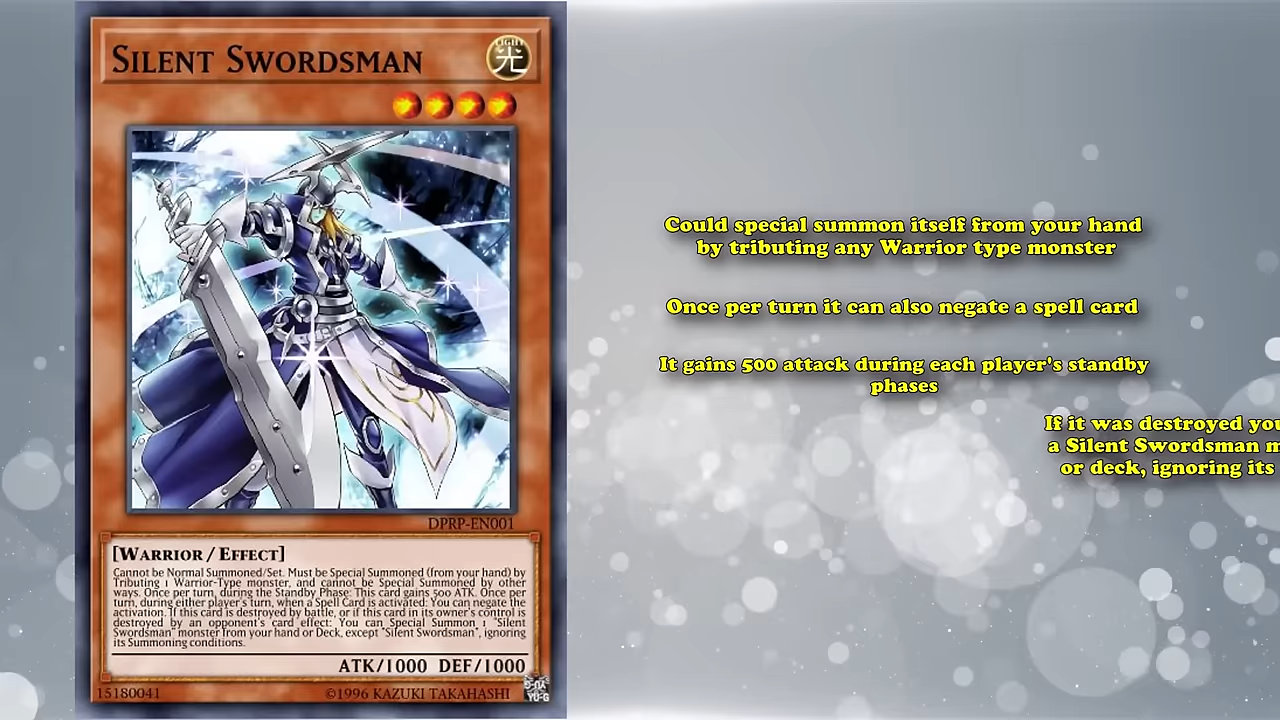 SILENT SWORDSMAN
LIGHT
光
DPRP-EN001
[WARRIOR / EFFECT]
Cannot be Normal Summoned/Set. Must be Special Summoned (from your hand) by
Tributing 1 Warrior-Type monster, and cannot be Special Summoned by other
ways. Once per turn, during the Standby Phase: This card gains 500 ATK. Once per
turn, during either player's turn, when a Spell Card is activated: You can negate the
activation. If this card is destroyed by battle, or if this card in its owner's control is
destroyed by an opponent's card effect: You can Special Summon 1 "Silent
Swordsman" monster from your hand or Deck, except "Silent Swordsman", ignoring
its Summoning conditions.
ATK/1000 DEF/1000
15180041
©1996 KAZUKI TAKAHASHI
Could special summon itself from your hand
by tributing any Warrior type monster
Once per turn it can also negate a spell card
It gains 500 attack during each player's standby
phases
If it was destroyed you
a Silent Swordsman m
or deck, ignoring its